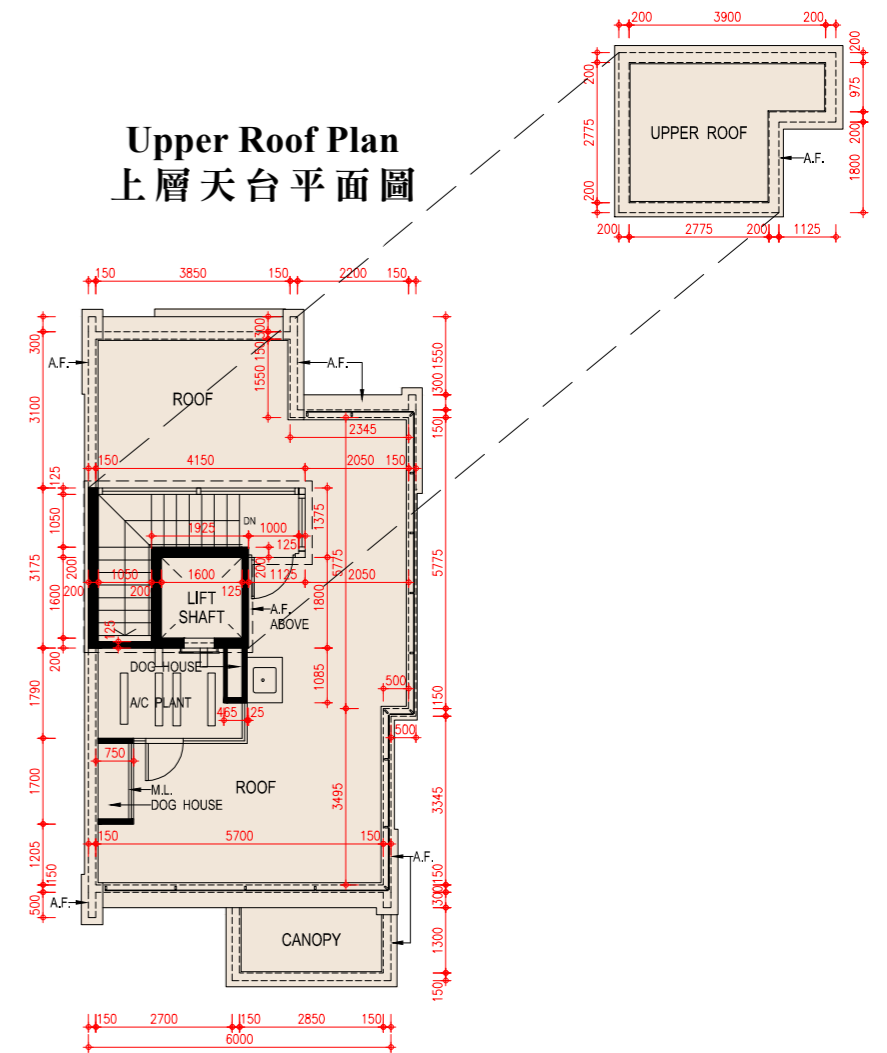 200 3900 200
200
200
975
2775
UPPER ROOF
200
A.F.
1800
200
200 2775 200 1125
Upper Roof Plan
上層天台平面圖
150 3850 150 2200 150
300
300
1550
150
A.F.
A.F.
1550
300
ROOF
3100
150
2345
150 4150 2050 150
125
1050
DN
1375
1925 1000
125
5775
5775
3175
200
200
1050 1600 1125 2050
200 200 125
1600
LIFT
SHAFT
1800
A.F.
ABOVE
125
200
DOG HOUSE
1085
500
150
A/C PLANT
1790
465 125
500
750
M.L.
DOG HOUSE
ROOF
1700
3495
3345
150 5700 150
1205
A.F.
150
150
300
A.F.
500
CANOPY
1300
150
150 2700 150 2850 150
6000